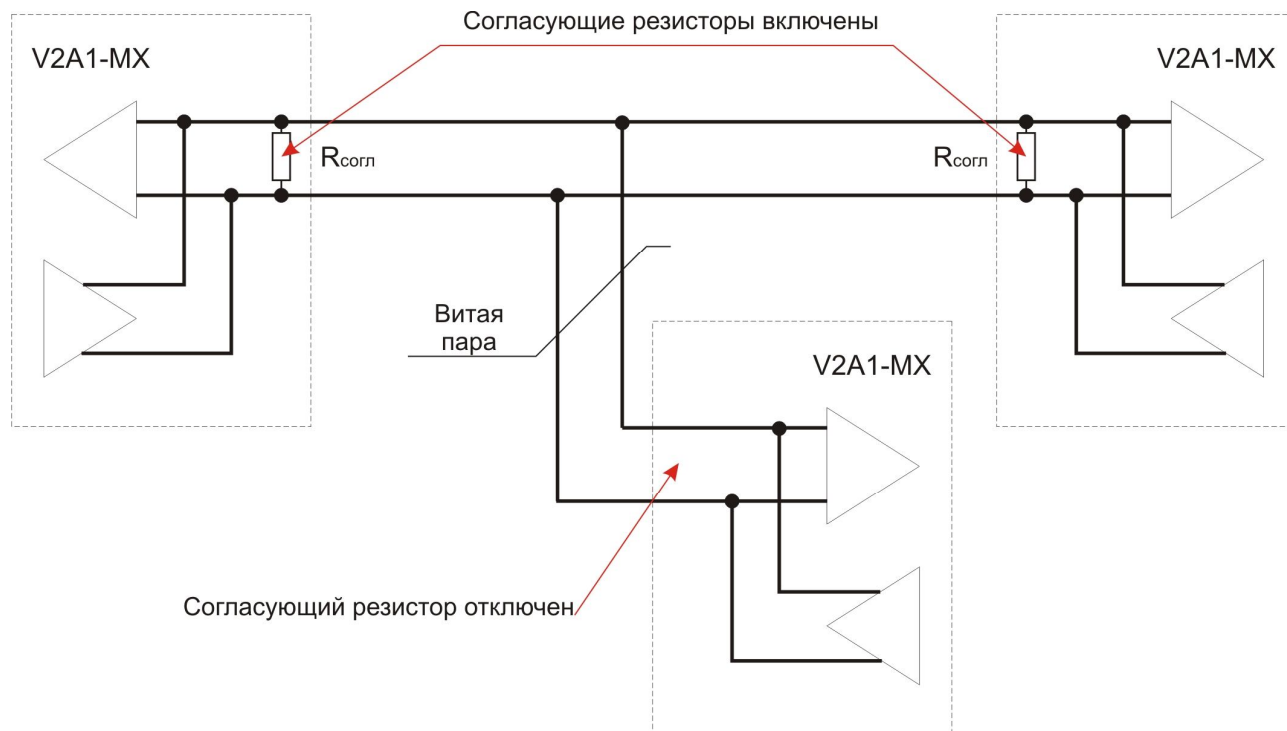 Согласующие резисторы включены
V2A1-MX
V2A1-MX
Rсогл
Rсогл
Витая
пара
V2A1-MX
Согласующий резистор отключен